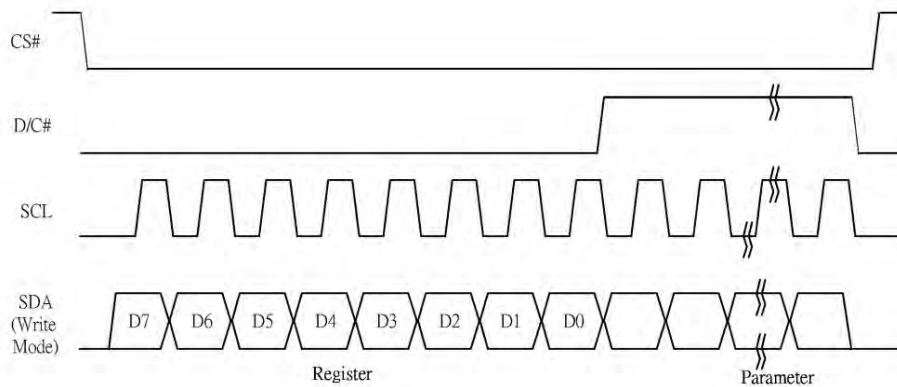 CS#
D/C#
SCL
SDA
(Write
Mode)
D7 D6 D5 D4 D3 D2 D1 D0
Register Parameter